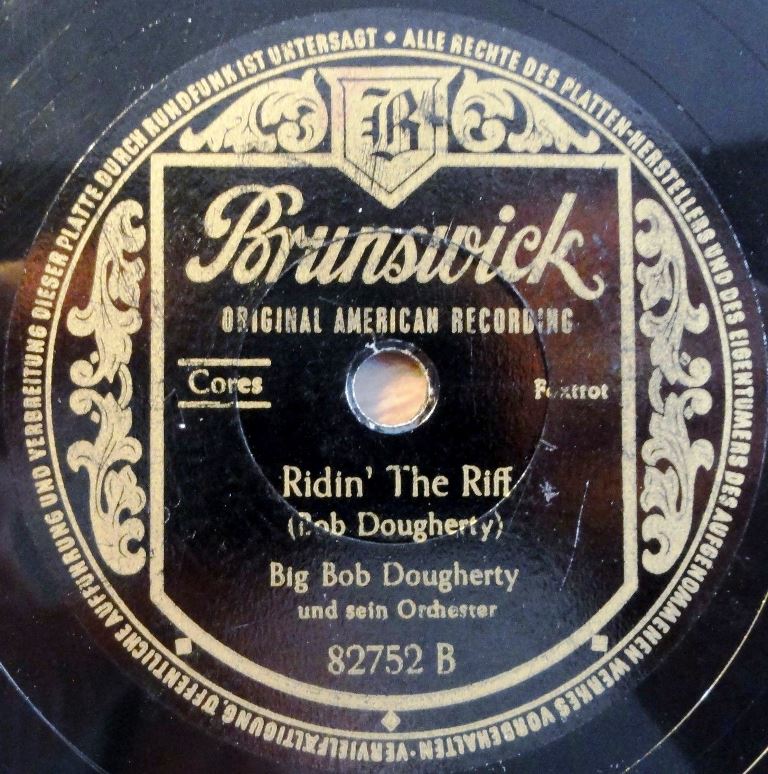 ALLE RECHTE DES PLATTEN-HERSTELLERS UND DES EIGENTUMERS DES AUFGENOMMENEN WERKES VORBEHALTEN · VERVIELFÄLTIGUNG, ÖFFENTLICHE AUFFÜHRUNG UND VERBREITUNG DIESER PLATTE DURCH RUNDFUNK IST UNTERSAGT •
B
Brunswick
ORIGINAL AMERICAN RECORDING
Cores Foxtrot
Ridin' The Riff
(Bob Dougherty)
Big Bob Dougherty
und sein Orchester
82752 B